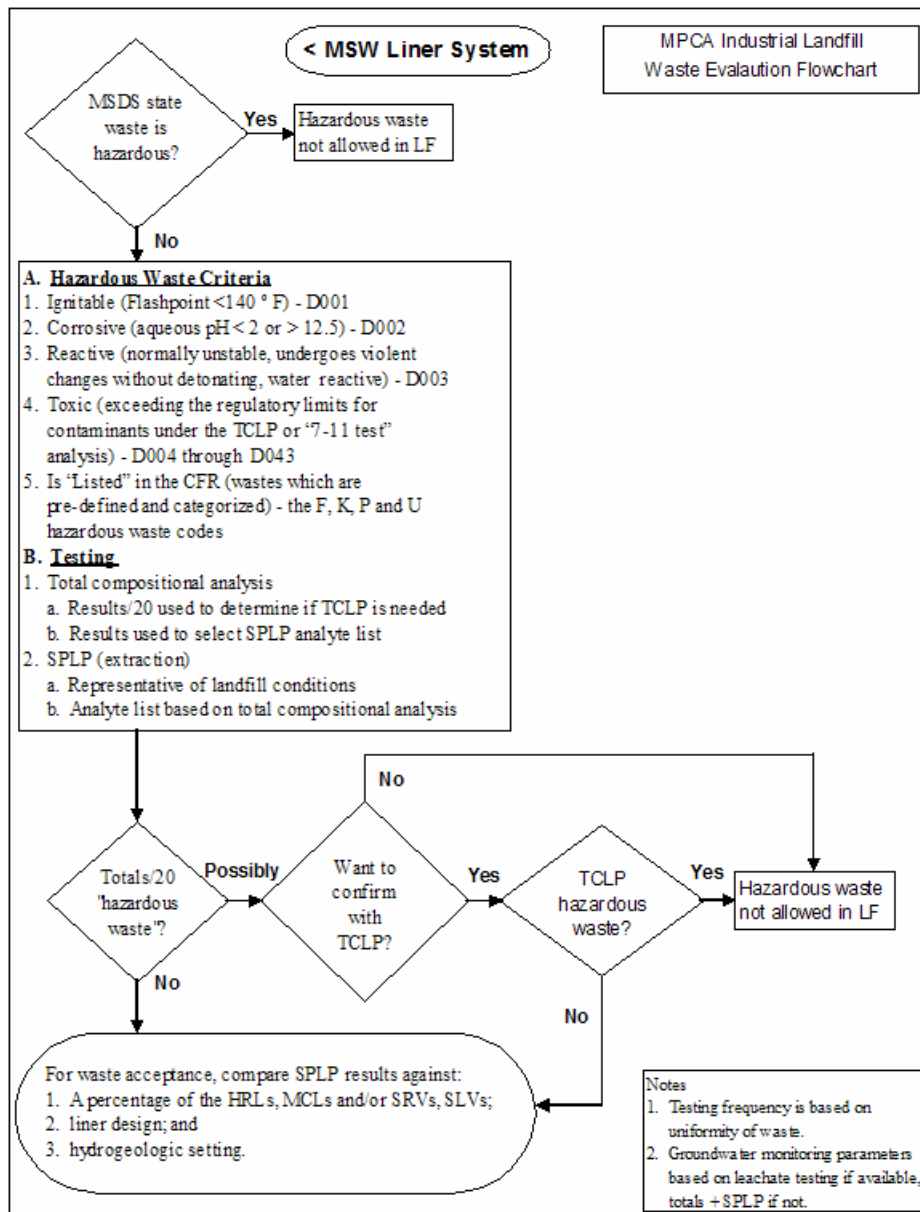 < MSW Liner System
MPCA Industrial Landfill
Waste Evalaution Flowchart
MSDS state
waste is
hazardous?
Yes
Hazardous waste
not allowed in LF
No
A. Hazardous Waste Criteria
1. Ignitable (Flashpoint <140 ° F) - D001
2. Corrosive (aqueous pH < 2 or > 12.5) - D002
3. Reactive (normally unstable, undergoes violent
changes without detonating, water reactive) - D003
4. Toxic (exceeding the regulatory limits for
contaminants under the TCLP or “7-11 test”
analysis) - D004 through D043
5. Is “Listed” in the CFR (wastes which are
pre-defined and categorized) - the F, K, P and U
hazardous waste codes
B. Testing
1. Total compositional analysis
a. Results/20 used to determine if TCLP is needed
b. Results used to select SPLP analyte list
2. SPLP (extraction)
a. Representative of landfill conditions
b. Analyte list based on total compositional analysis
Totals/20
"hazardous
waste"?
Possibly
No
Want to
confirm
with
TCLP?
No
Yes
TCLP
hazardous
waste?
Yes
Hazardous waste
not allowed in LF
No
For waste acceptance, compare SPLP results against:
1. A percentage of the HRLs, MCLs and/or SRVs, SLVs;
2. liner design; and
3. hydrogeologic setting.
Notes
1. Testing frequency is based on
uniformity of waste.
2. Groundwater monitoring parameters
based on leachate testing if available,
totals + SPLP if not.